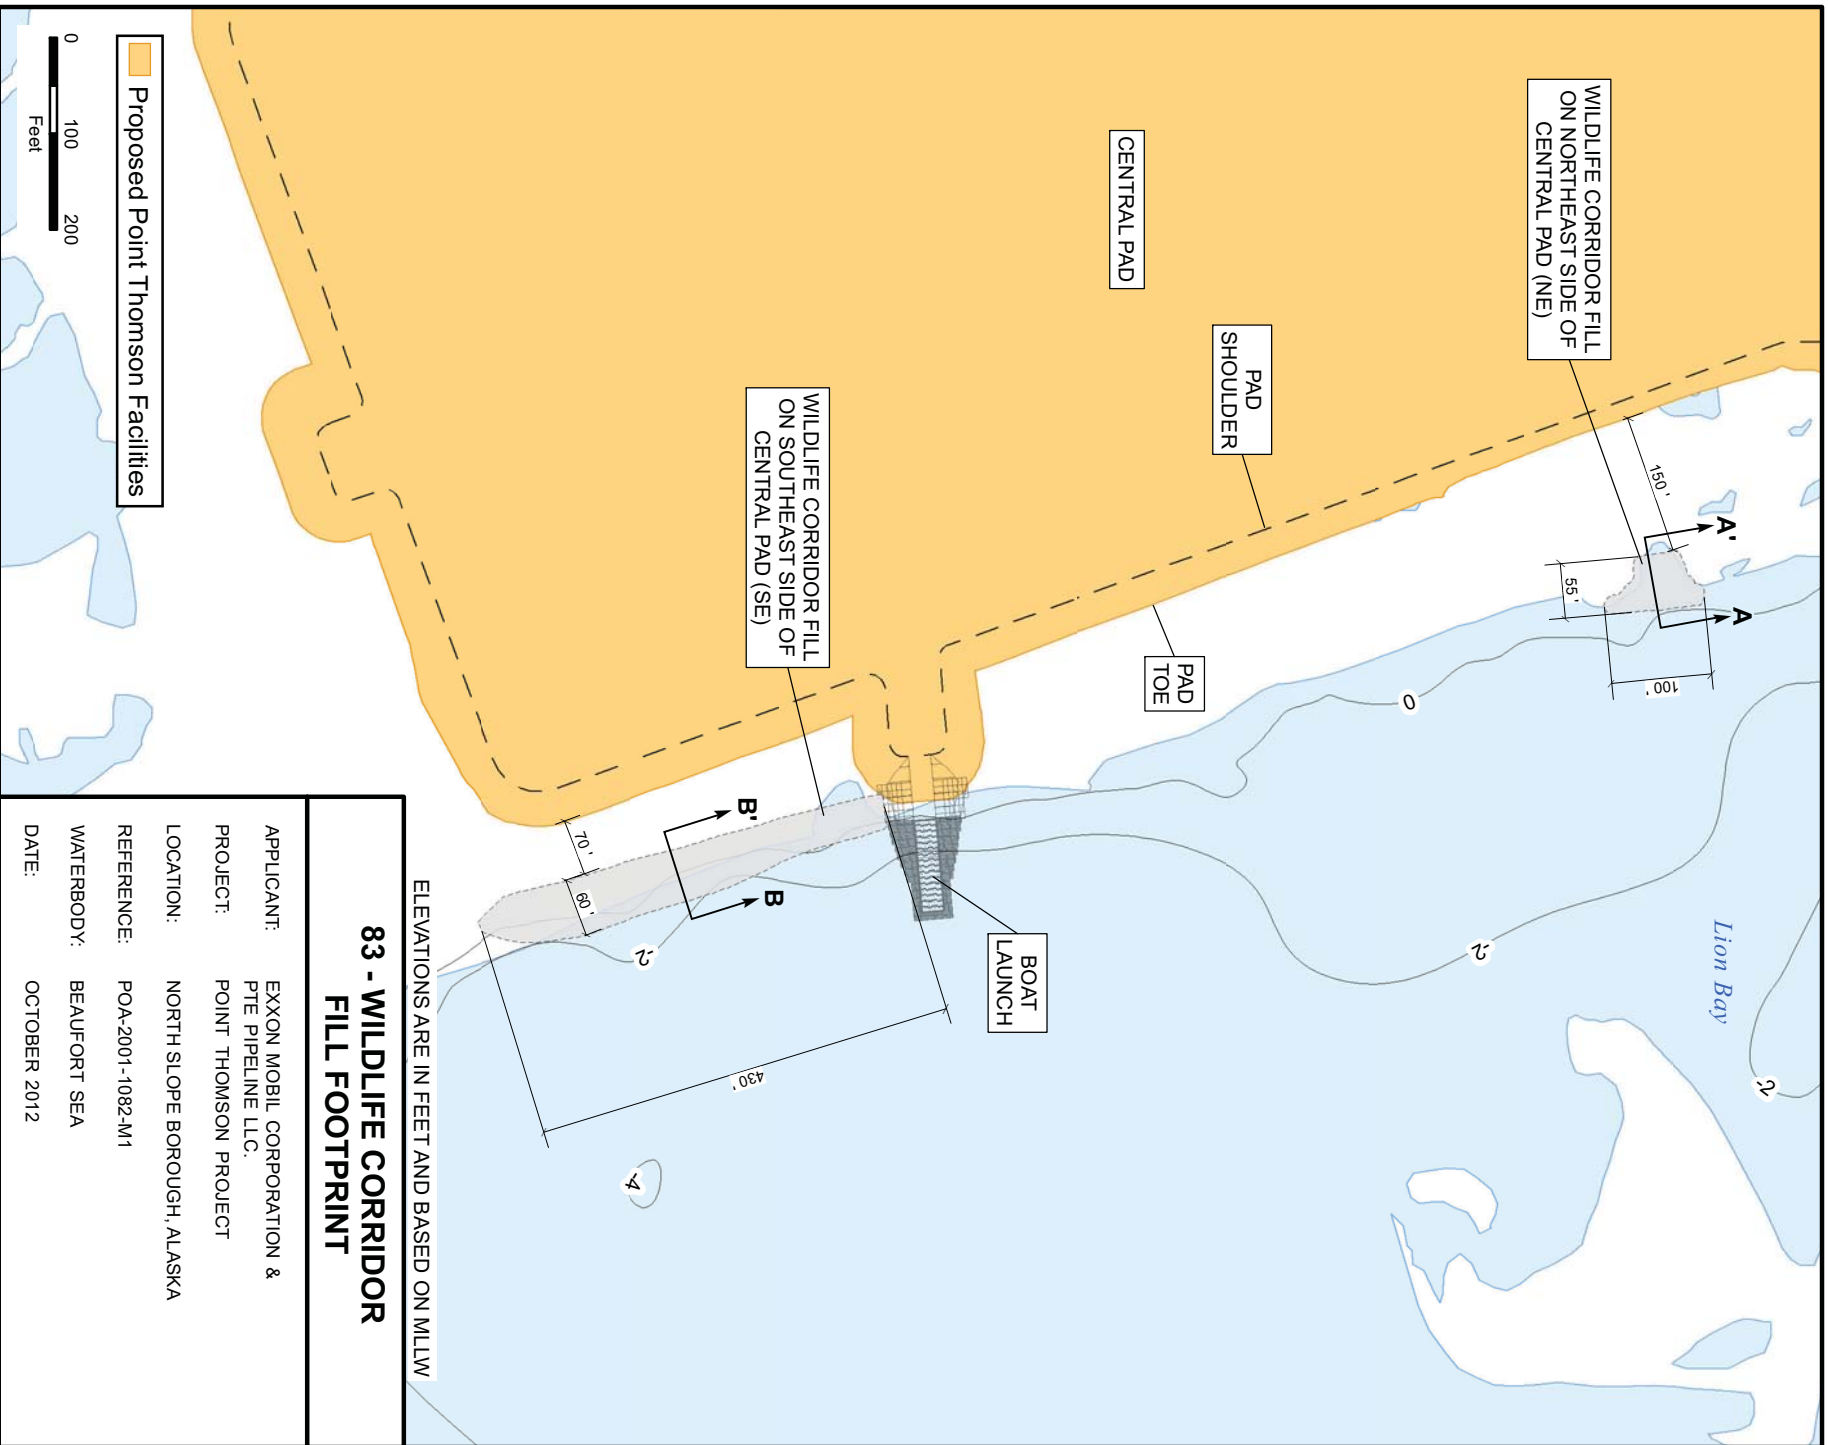 WILDLIFE CORRIDOR FILL
ON NORTHEAST SIDE OF
CENTRAL PAD (NE)
150'
A'
A
55'
100'
CENTRAL PAD
PAD
SHOULDER
PAD
TOE
0
-2
-2
Lion Bay
WILDLIFE CORRIDOR FILL
ON SOUTHEAST SIDE OF
CENTRAL PAD (SE)
BOAT
LAUNCH
B'
B
70'
60'
-2
430'
-4
Proposed Point Thomson Facilities
0 100 200
Feet
ELEVATIONS ARE IN FEET AND BASED ON MLLW
83 - WILDLIFE CORRIDOR
FILL FOOTPRINT
APPLICANT: EXXON MOBIL CORPORATION &
PTE PIPELINE LLC.
PROJECT: POINT THOMSON PROJECT
LOCATION: NORTH SLOPE BOROUGH, ALASKA
REFERENCE: POA-2001-1082-M1
WATERBODY: BEAUFORT SEA
DATE: OCTOBER 2012